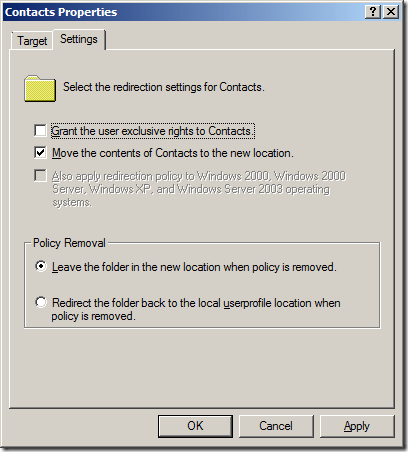 Contacts Properties
Target
Settings
Select the redirection settings for Contacts.
Grant the user exclusive rights to Contacts.
Move the contents of Contacts to the new location.
Also apply redirection policy to Windows 2000, Windows 2000
Server, Windows XP, and Windows Server 2003 operating
systems.
Policy Removal
Leave the folder in the new location when policy is removed.
Redirect the folder back to the local userprofile location when
policy is removed.
OK
Cancel
Apply